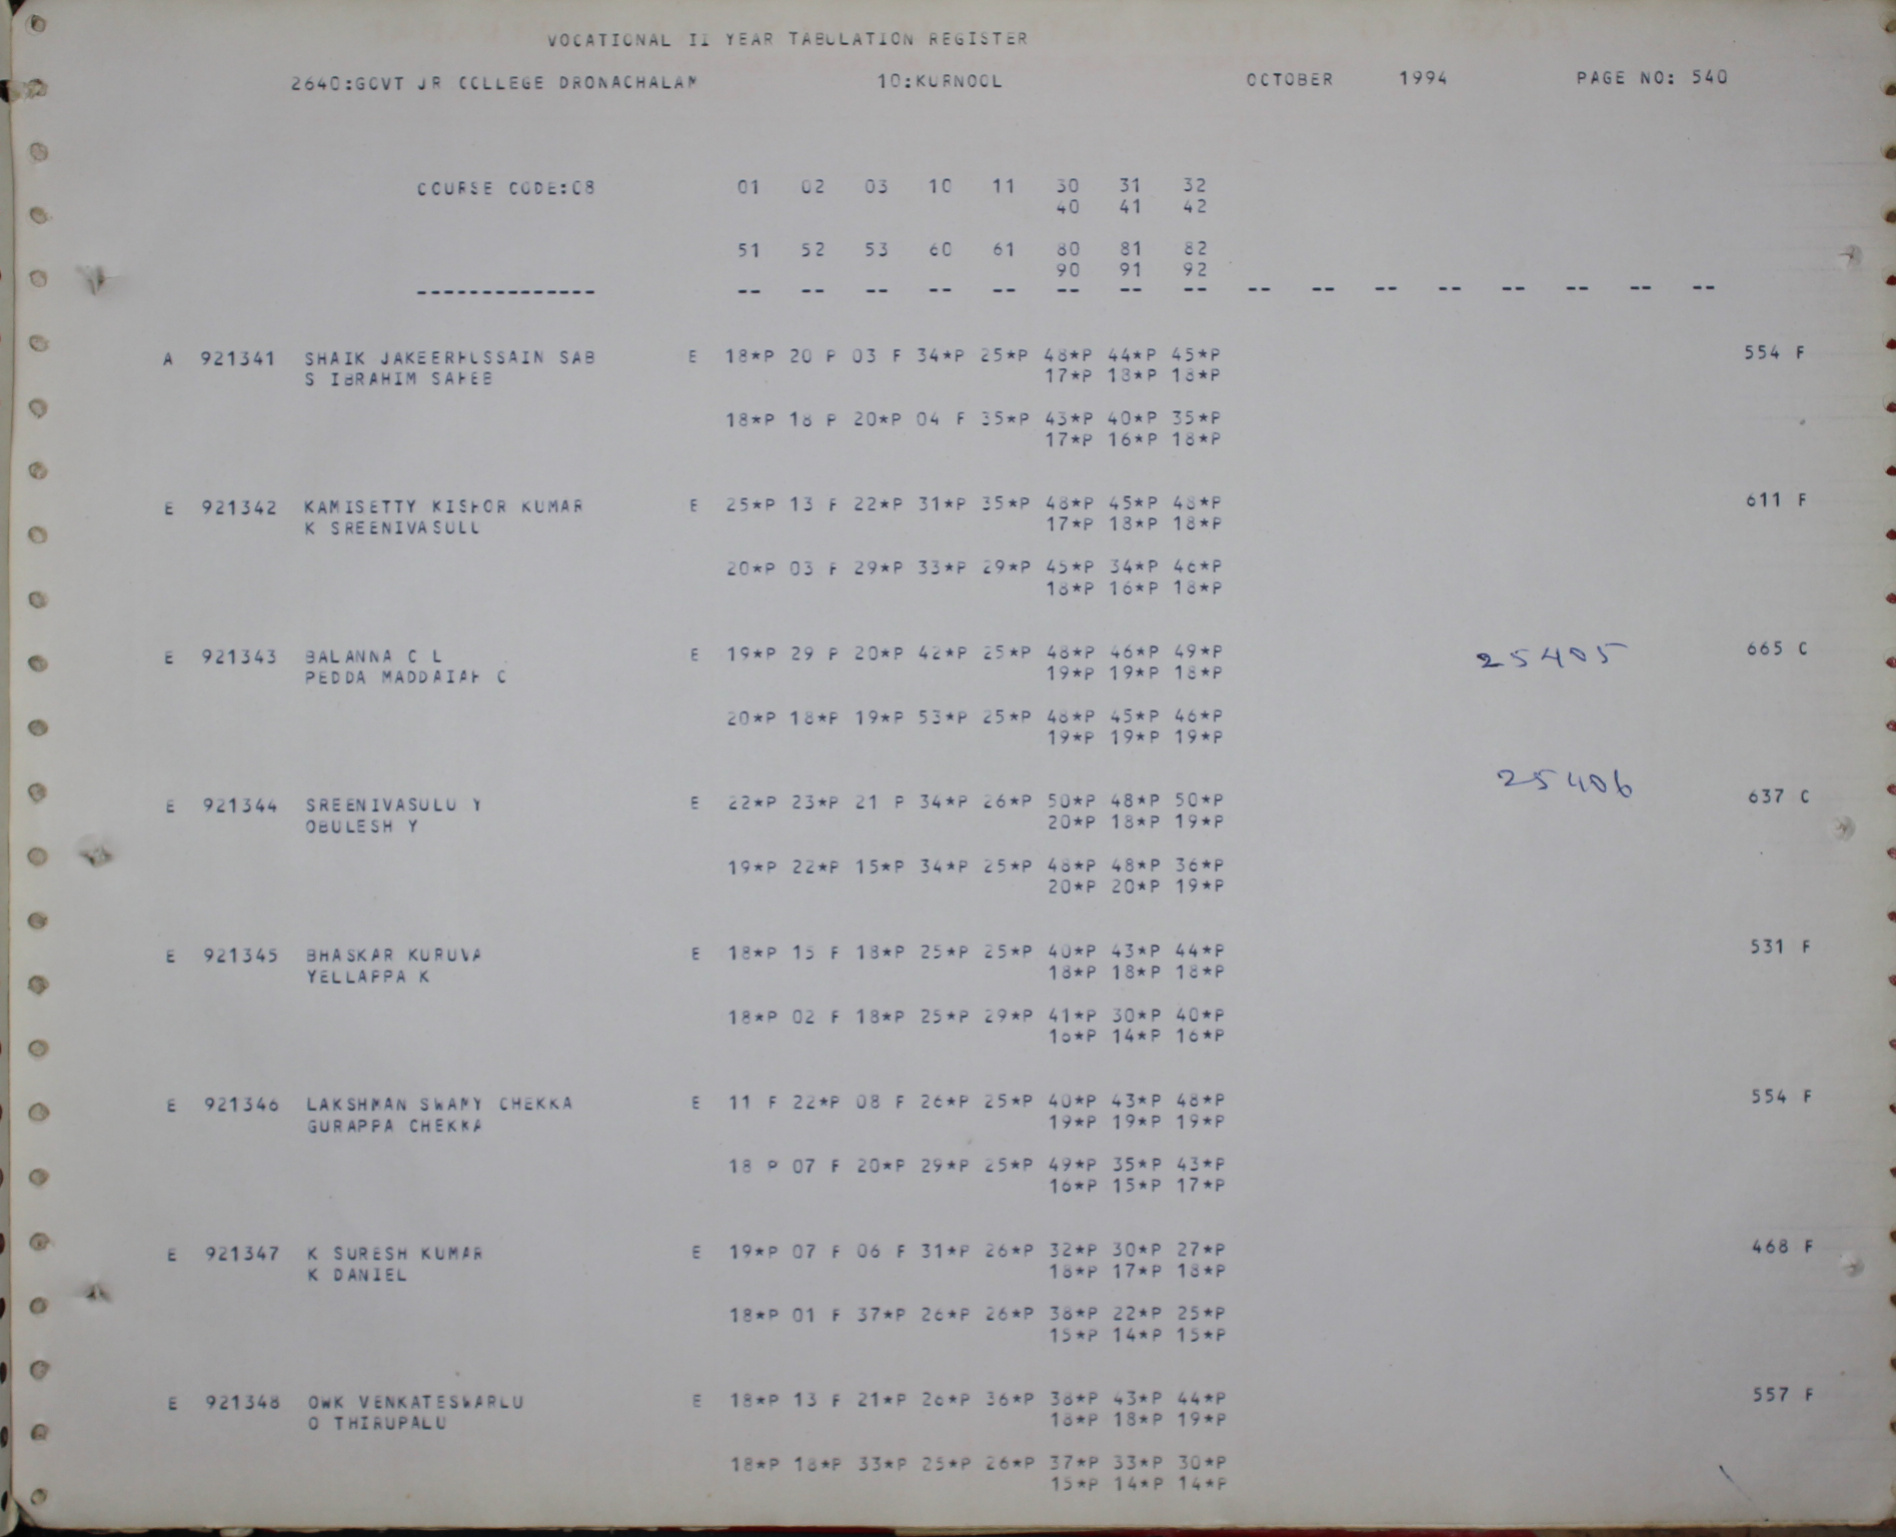 VOCATIONAL II YEAR TABULATION REGISTER
2640:GOVT JR COLLEGE DRONACHALAM 10:KURNOOL OCTOBER 1994 PAGE NO: 540
COURSE CODE:C8 01 02 03 10 11 30 31 32
40 41 42
51 52 53 60 61 80 81 82
90 91 92
-------------- -- -- -- -- -- -- -- -- -- -- -- -- -- -- -- --
A 921341 SHAIK JAKEERHUSSAIN SAB E 18*P 20 P 03 F 34*P 25*P 48*P 44*P 45*P 554 F
S IBRAHIM SAHEB 17*P 18*P 18*P
18*P 18 P 20*P 04 F 35*P 43*P 40*P 35*P
17*P 16*P 18*P
E 921342 KAMISETTY KISHOR KUMAR E 25*P 13 F 22*P 31*P 35*P 48*P 45*P 48*P 611 F
K SREENIVASULU 17*P 18*P 18*P
20*P 03 F 29*P 33*P 29*P 45*P 34*P 46*P
18*P 16*P 18*P
E 921343 BALANNA C L E 19*P 29 P 20*P 42*P 25*P 48*P 46*P 49*P 25405 665 C
PEDDA MADDAIAH C 19*P 19*P 18*P
20*P 18*P 19*P 53*P 25*P 48*P 45*P 46*P
19*P 19*P 19*P
25406
E 921344 SREENIVASULU Y E 22*P 23*P 21 P 34*P 26*P 50*P 48*P 50*P 637 C
OBULESH Y 20*P 18*P 19*P
19*P 22*P 15*P 34*P 25*P 48*P 48*P 36*P
20*P 20*P 19*P
E 921345 BHASKAR KURUVA E 18*P 15 F 18*P 25*P 25*P 40*P 43*P 44*P 531 F
YELLAPPA K 18*P 18*P 18*P
18*P 02 F 18*P 25*P 29*P 41*P 30*P 40*P
16*P 14*P 16*P
E 921346 LAKSHMAN SWAMY CHEKKA E 11 F 22*P 08 F 26*P 25*P 40*P 43*P 48*P 554 F
GURAPPA CHEKKA 19*P 19*P 19*P
18 P 07 F 20*P 29*P 25*P 49*P 35*P 43*P
16*P 15*P 17*P
E 921347 K SURESH KUMAR E 19*P 07 F 06 F 31*P 26*P 32*P 30*P 27*P 468 F
K DANIEL 18*P 17*P 18*P
18*P 01 F 37*P 26*P 26*P 38*P 22*P 25*P
15*P 14*P 15*P
E 921348 OWK VENKATESWARLU E 18*P 13 F 21*P 26*P 36*P 38*P 43*P 44*P 557 F
O THIRUPALU 18*P 18*P 19*P
18*P 18*P 33*P 25*P 26*P 37*P 33*P 30*P
15*P 14*P 14*P